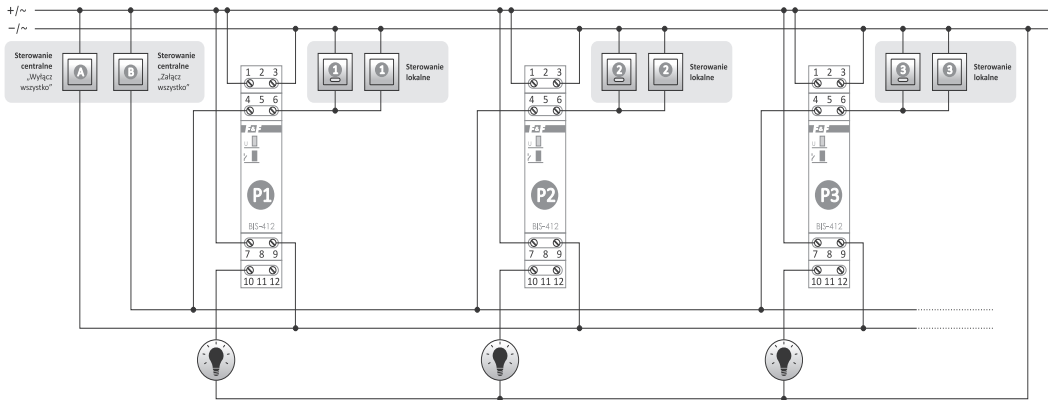 +/~
−/~
Sterowanie
centralne
„Wyłącz
wszystko”
A
B
Sterowanie
centralne
„Załącz
wszystko”
1
1
Sterowanie
lokalne
2
2
Sterowanie
lokalne
3
3
Sterowanie
lokalne
1 2 3
4 5 6
F&F
U
P1
BIS-412
7 8 9
10 11 12
1 2 3
4 5 6
F&F
U
P2
BIS-412
7 8 9
10 11 12
1 2 3
4 5 6
F&F
U
P3
BIS-412
7 8 9
10 11 12